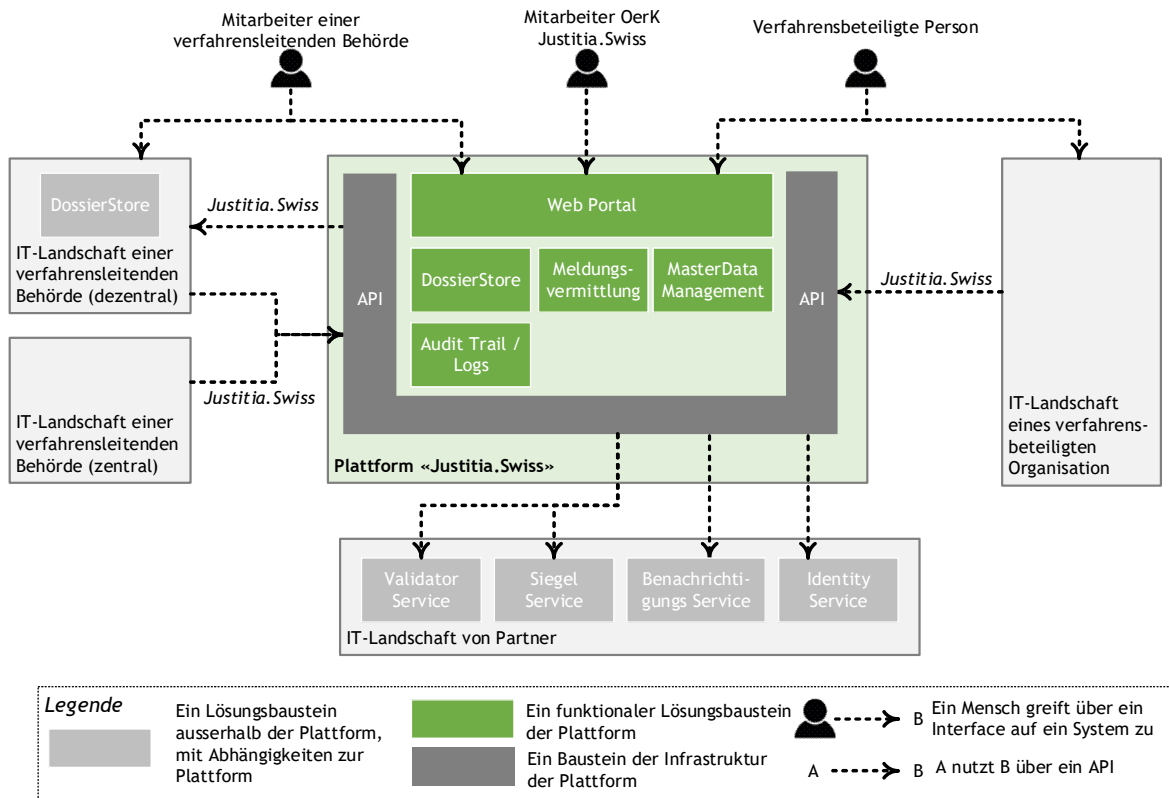 Mitarbeiter einer
verfahrensleitenden Behörde
Mitarbeiter OerK
Justitia.Swiss
Verfahrensbeteiligte Person
DossierStore
IT-Landschaft einer
verfahrensleitenden
Behörde (dezentral)
Justitia.Swiss
IT-Landschaft einer
verfahrensleitenden
Behörde (zentral)
Justitia.Swiss
API
Web Portal
DossierStore
Meldungs-
vermittlung
MasterData
Management
Audit Trail /
Logs
API
Plattform «Justitia.Swiss»
Justitia.Swiss
IT-Landschaft
eines verfahrens-
beteiligten
Organisation
Validator
Service
Siegel
Service
Benachrichti-
gungs Service
Identity
Service
IT-Landschaft von Partner
Legende
Ein Lösungsbaustein
ausserhalb der Plattform,
mit Abhängigkeiten zur
Plattform
Ein funktionaler Lösungsbaustein
der Plattform
Ein Baustein der Infrastruktur
der Plattform
B
Ein Mensch greift über ein
Interface auf ein System zu
A
B
A nutzt B über ein API